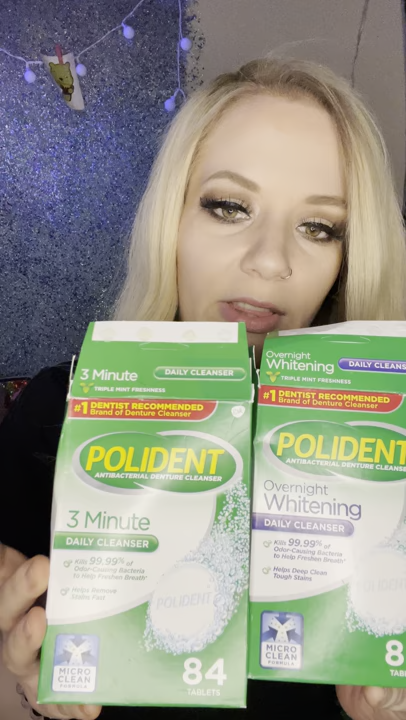 3 Minute
DAILY CLEANSER
TRIPLE MINT FRESHNESS
#1 DENTIST RECOMMENDED
Brand of Denture Cleanser
POLIDENT
ANTIBACTERIAL DENTURE CLEANSER
3 Minute
DAILY CLEANSER
Kills 99.99% of
Odor-Causing Bacteria
to Help Freshen Breath
Helps Remove
Stains Fast
POLIDENT
MICRO
CLEAN
FORMULA
84
TABLETS
Overnight
Whitening
DAILY CLEANS
TRIPLE MINT FRESHNESS
#1 DENTIST RECOMMENDED
Brand of Denture Cleanser
POLIDENT
ANTIBACTERIAL DENTURE CLEANSER
Overnight
Whitening
DAILY CLEANSER
Kills 99.99% of
Odor-Causing Bacteria
to Help Freshen Breath
Helps Deep Clean
Tough Stains
MICRO
CLEAN
FORMULA
8
TAB